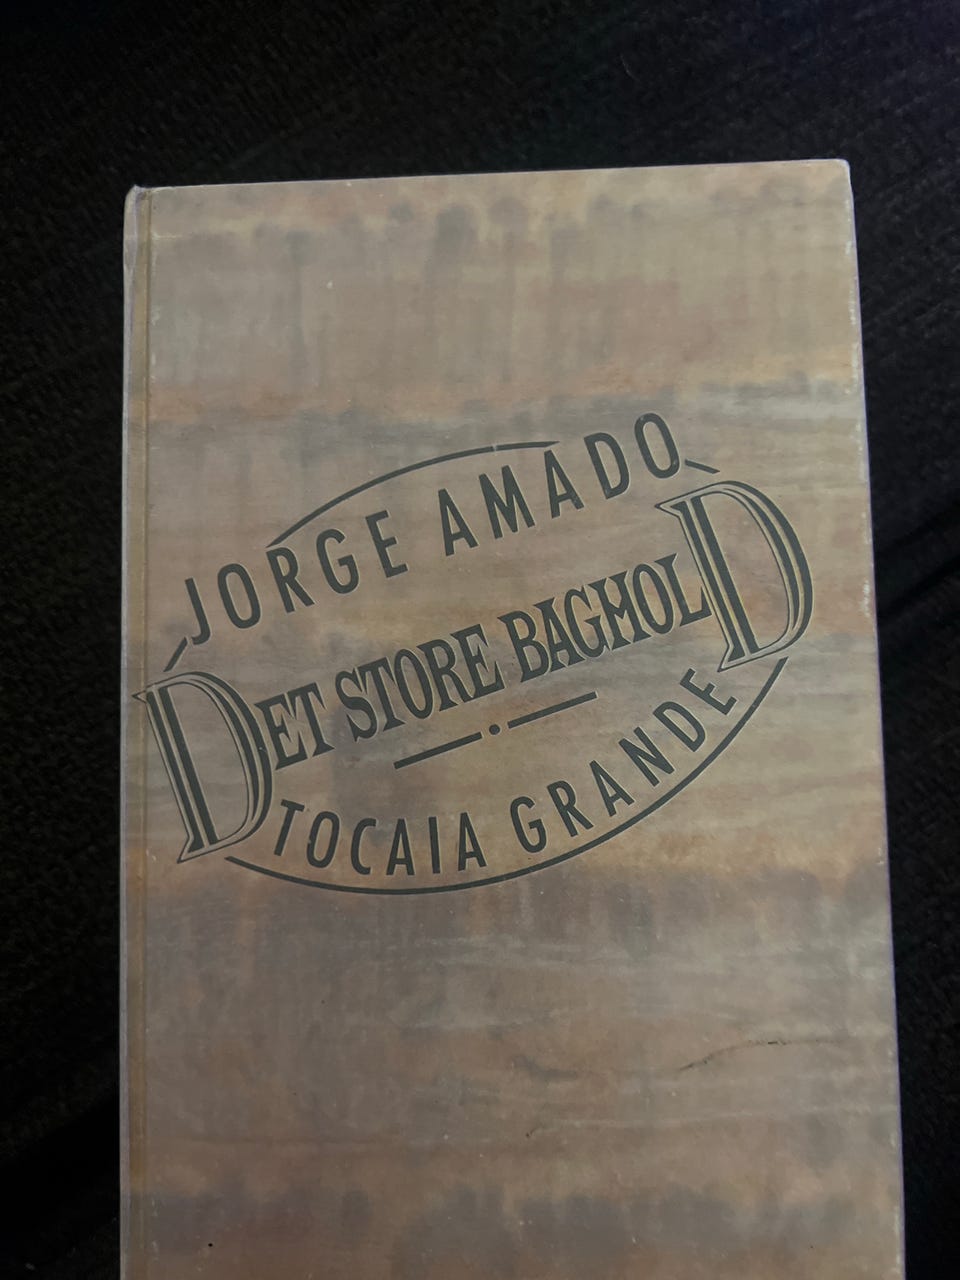 JORGE AMADO
DET STORE BAGHOLD
TOCAIA GRANDE